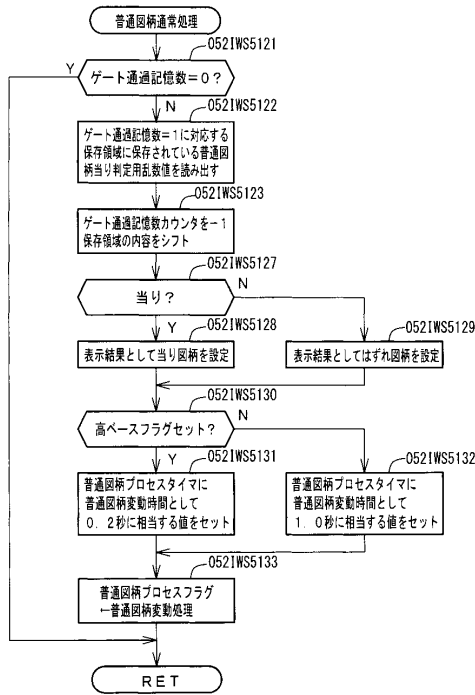 普通図柄通常処理
052IWS5121
ゲート通過記憶数＝０？
Y
N
052IWS5122
ゲート通過記憶数＝１に対応する
保存領域に保存されている普通図
柄当り判定用乱数値を読み出す
052IWS5123
ゲート通過記憶数カウンタを－１
保存領域の内容をシフト
052IWS5127
当り？
N
Y
052IWS5128
表示結果として当り図柄を設定
052IWS5129
表示結果としてはずれ図柄を設定
052IWS5130
高ベースフラグセット？
N
Y
052IWS5131
普通図柄プロセスタイマに
普通図柄変動時間として
０．２秒に相当する値をセット
052IWS5132
普通図柄プロセスタイマに
普通図柄変動時間として
１．０秒に相当する値をセット
052IWS5133
普通図柄プロセスフラグ
←普通図柄変動処理
ＲＥＴ